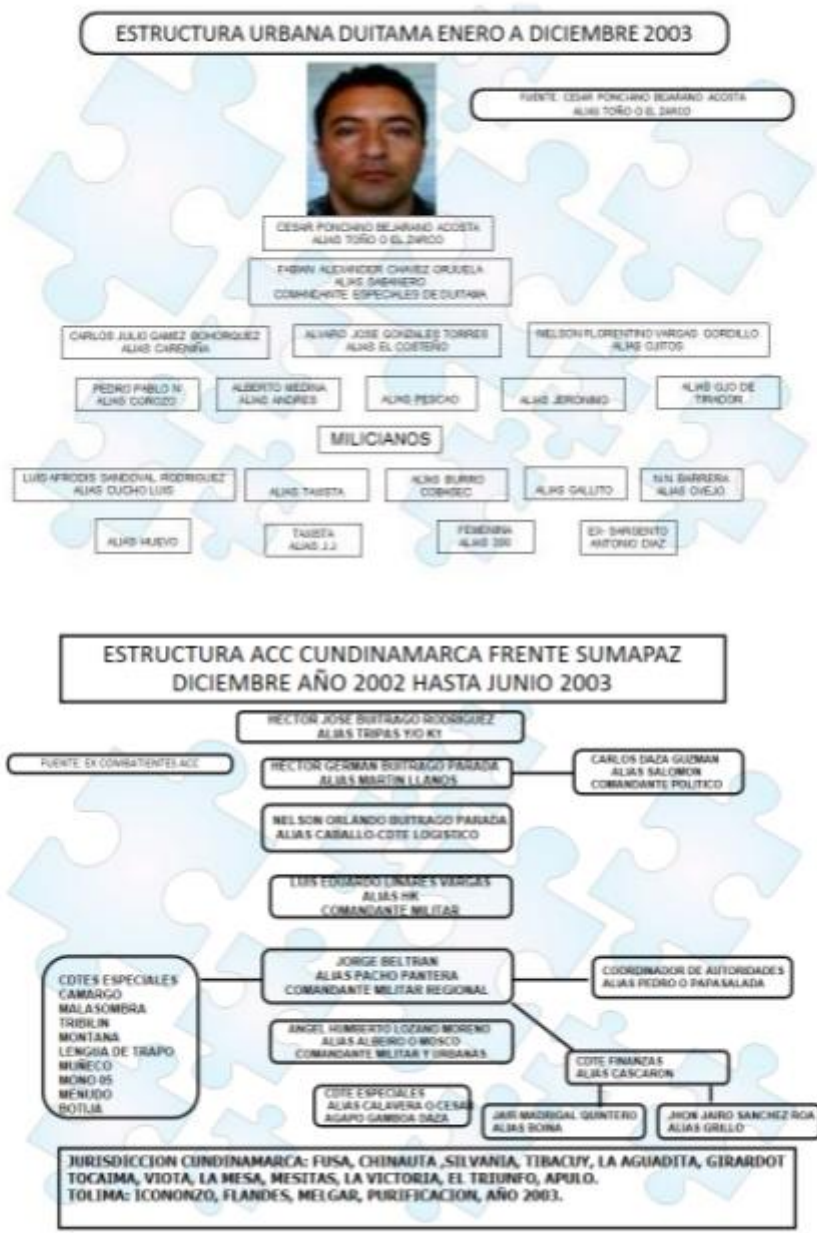 ESTRUCTURA URBANA DUITAMA ENERO A DICIEMBRE 2003
FUENTE: CESAR PONCIANO BEJARANO ACOSTA
ALIAS TOÑO O EL ZARCO
CESAR PONCIANO BEJARANO ACOSTA
ALIAS TOÑO O EL ZARCO
FABIAN ALEXANDER CHAVEZ ORJUELA
ALIAS SABANERO
COMANDANTE ESPECIALES DE DUITAMA
CARLOS JULIO GAMEZ BOHORQUEZ
ALIAS CARENIÑA
ALVARO JOSE GONZALES TORRES
ALIAS EL COSTEÑO
NELSON FLORENTINO VARGAS GORDILLO
ALIAS OJITOS
PEDRO PABLO N.
ALIAS COROZO
ALBERTO MEDINA
ALIAS ANDRES
ALIAS PESCAO
ALIAS JERONIMO
ALIAS OJO DE
TIRADOR
MILICIANOS
LUIS AFRODIS SANDOVAL RODRIGUEZ
ALIAS CUCHO LUIS
ALIAS TAXISTA
ALIAS BURRO
COBASEC
ALIAS GALLITO
N.N. BARRERA
ALIAS OVEJO
ALIAS HUEVO
TAXISTA
ALIAS J.J
FEMENINA
ALIAS
EX- SARGENTO
ANTONIO DIAZ
ESTRUCTURA ACC CUNDINAMARCA FRENTE SUMAPAZ
DICIEMBRE AÑO 2002 HASTA JUNIO 2003
HECTOR JOSE BUITRAGO RODRIGUEZ
ALIAS TRIPAS Y/O KY
FUENTE: EX COMBATIENTES ACC
HECTOR GERMAN BUITRAGO PARADA
ALIAS MARTIN LLANOS
CARLOS DAZA GUZMAN
ALIAS SALOMON
COMANDANTE POLITICO
NELSON ORLANDO BUITRAGO PARADA
ALIAS CABALLO-CDTE LOGISTICO
LUIS EDUARDO LINARES VARGAS
ALIAS HK
COMANDANTE MILITAR
JORGE BELTRAN
ALIAS PACHO PANTERA
COMANDANTE MILITAR REGIONAL
COORDINADOR DE AUTORIDADES
ALIAS PEDRO O PAPASALADA
CDTES ESPECIALES
CAMARGO
MALASOMBRA
TRIBILIN
MONTANA
LENGUA DE TRAPO
MUÑECO
MONO 05
MENUDO
BOTIJA
ANGEL HUMBERTO LOZANO MORENO
ALIAS ALBEIRO O MOSCO
COMANDANTE MILITAR Y URBANAS
CDTE FINANZAS
ALIAS CASCARON
CDTE ESPECIALES
ALIAS CALAVERA O CESAR
AGAPO GAMBOA DAZA
JAIR MADRIGAL QUINTERO
ALIAS BOINA
JHON JAIRO SANCHEZ ROA
ALIAS GRILLO
JURISDICCION CUNDINAMARCA: FUSA, CHINAUTA ,SILVANIA, TIBACUY, LA AGUADITA, GIRARDOT
TOCAIMA, VIOTA, LA MESA, MESITAS, LA VICTORIA, EL TRIUNFO, APULO.
TOLIMA: ICONONZO, FLANDES, MELGAR, PURIFICACION, AÑO 2003.